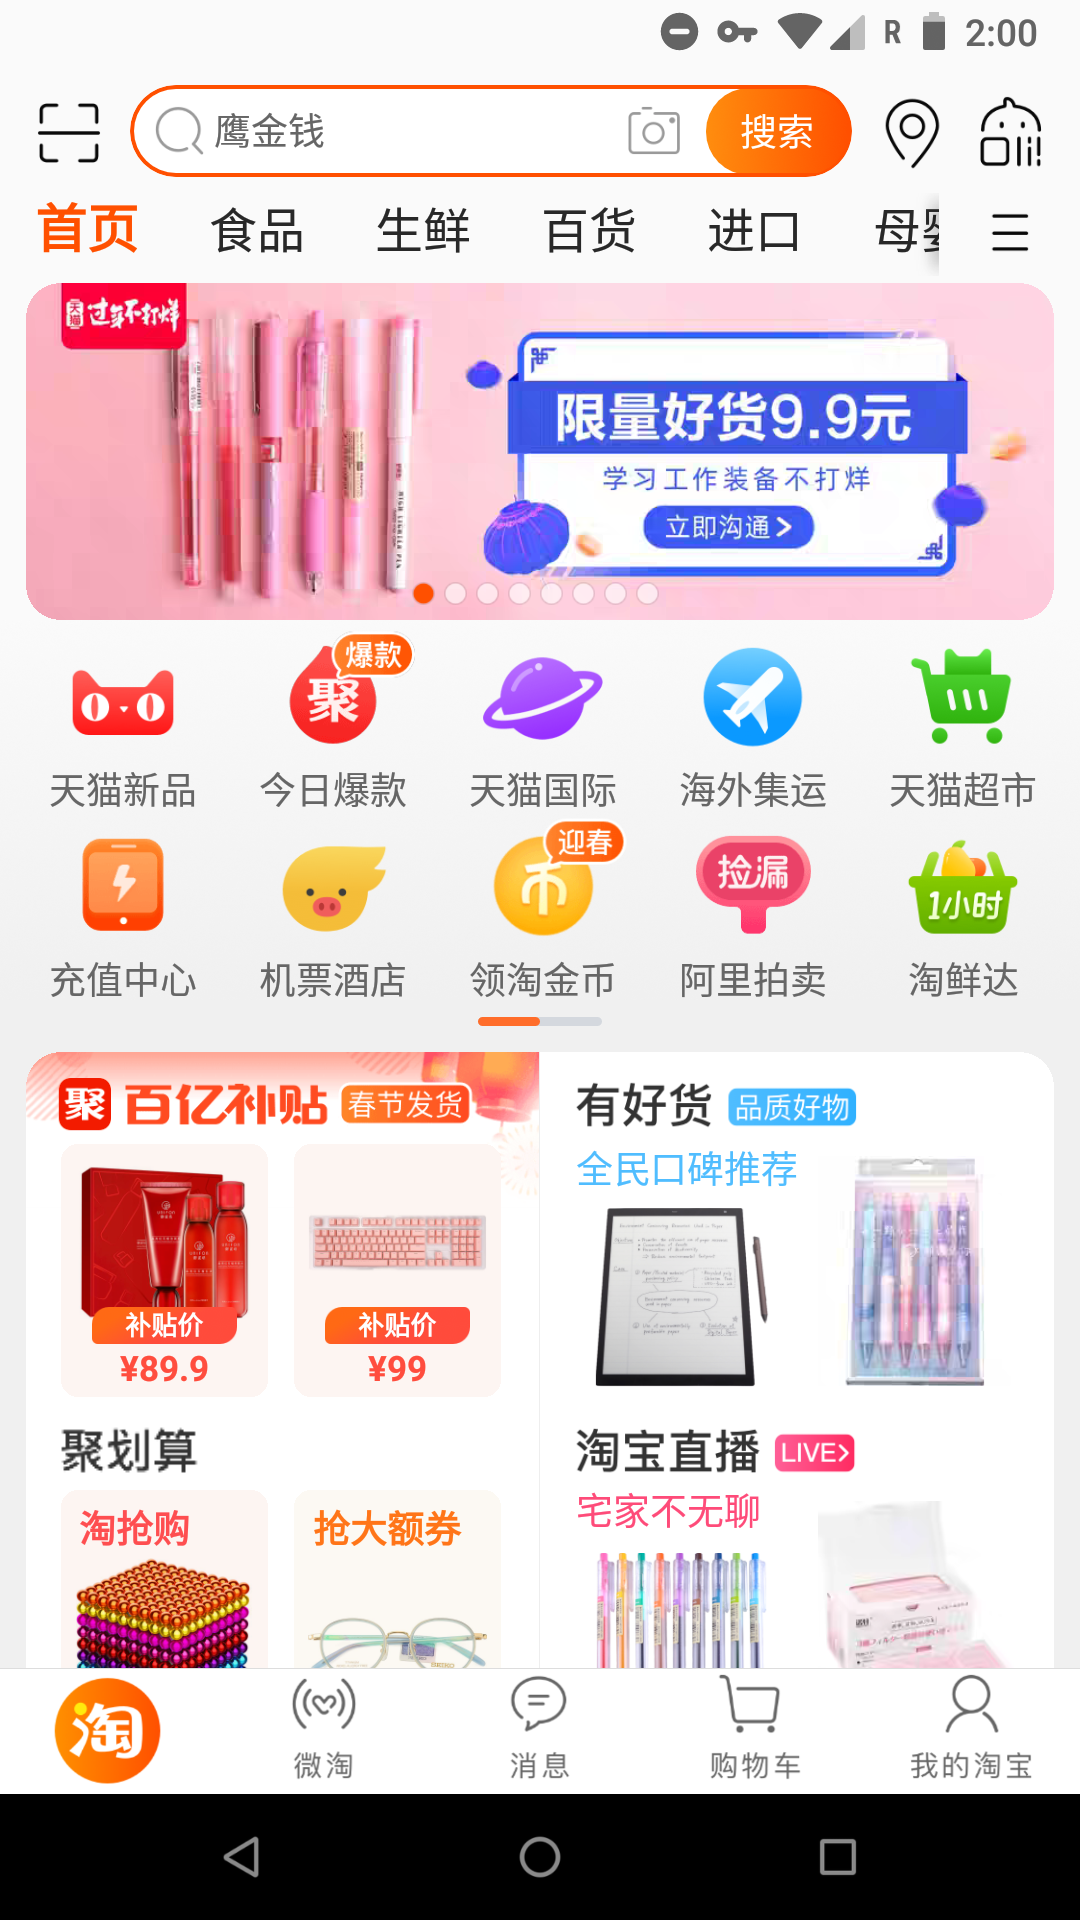 R 2:00
鹰金钱 搜索
首页 食品 生鲜 百货 进口 母婴
天猫 过年不打烊
限量好货9.9元
学习工作装备不打烊
立即沟通
爆款
聚
天猫新品 今日爆款 天猫国际 海外集运 天猫超市
迎春
币 捡漏 1小时
充值中心 机票酒店 领淘金币 阿里拍卖 淘鲜达
聚 百亿补贴 春节发货
有好货 品质好物
全民口碑推荐
补贴价 补贴价
¥89.9 ¥99
聚划算
淘宝直播 LIVE
宅家不无聊
淘抢购 抢大额券
淘
微淘 消息 购物车 我的淘宝